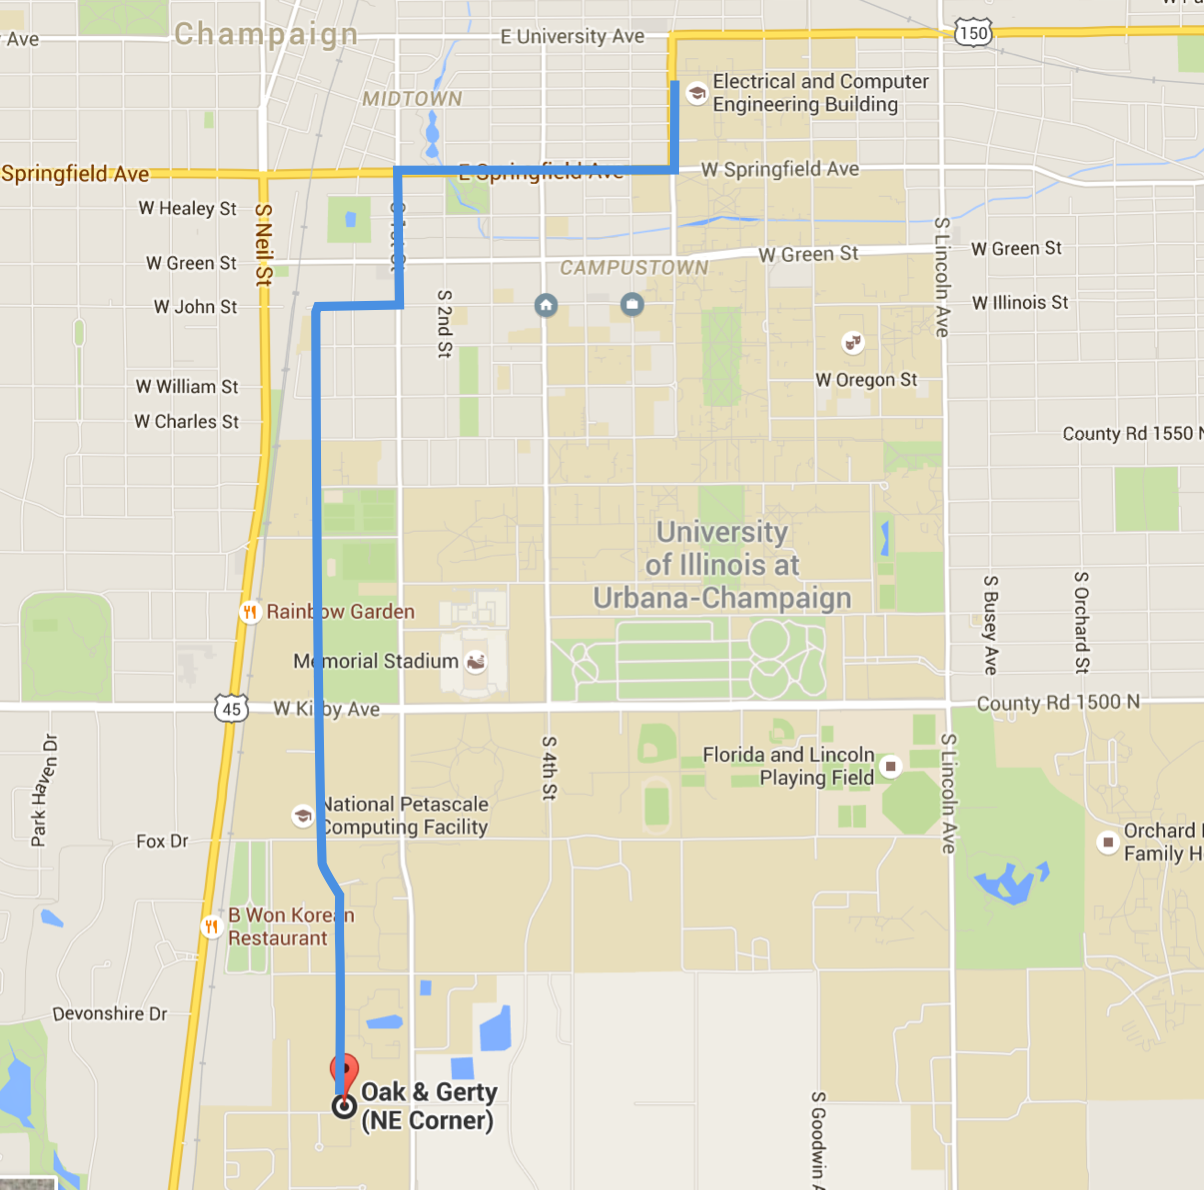 Ave
Champaign
E University Ave
150
MIDTOWN
Electrical and Computer
Engineering Building
Springfield Ave
E Springfield Ave
W Springfield Ave
W Healey St
S Neil St
S 1st St
W Green St
CAMPUSTOWN
W Green St
S Lincoln Ave
W Green St
W John St
S 2nd St
W Illinois St
W William St
W Oregon St
W Charles St
County Rd 1550 N
University
of Illinois at
Urbana-Champaign
Rainbow Garden
S Busey Ave
S Orchard St
Memorial Stadium
45
W Kirby Ave
County Rd 1500 N
Park Haven Dr
S 4th St
Florida and Lincoln
Playing Field
S Lincoln Ave
National Petascale
Computing Facility
Fox Dr
Orchard
Family H
B Won Korean
Restaurant
Devonshire Dr
Oak & Gerty
(NE Corner)
S Goodwin A